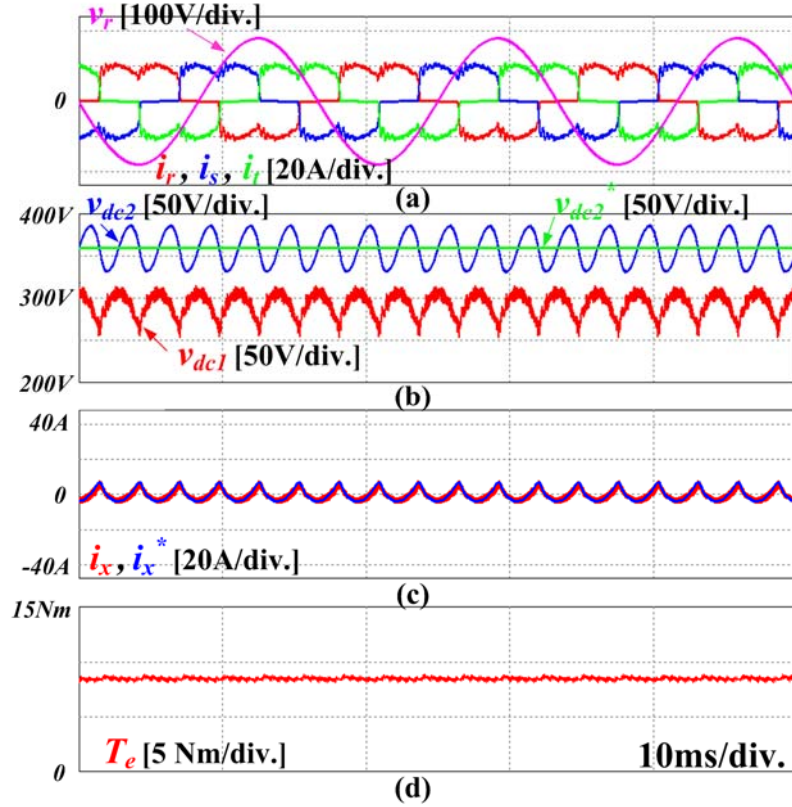 v_r [100V/div.]
0
i_r , i_s , i_t [20A/div.]
(a)
400V
v_dc2 [50V/div.]
v_dc2* [50V/div.]
300V
v_dc1 [50V/div.]
200V
(b)
40A
0
-40A
i_x , i_x* [20A/div.]
(c)
15Nm
T_e [5 Nm/div.]
10ms/div.
0
(d)